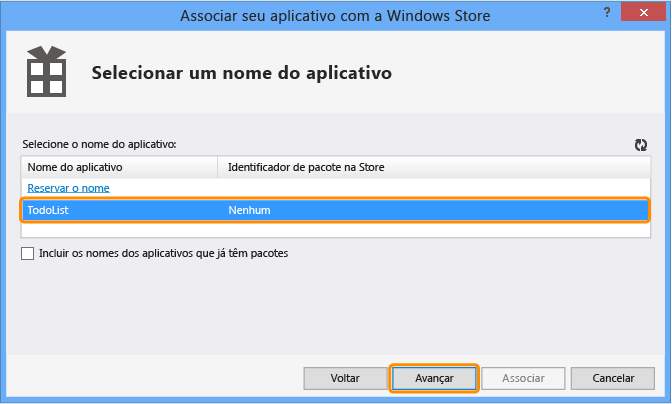 Associar seu aplicativo com a Windows Store
? x
Selecionar um nome do aplicativo
Selecione o nome do aplicativo:
Nome do aplicativo Identificador de pacote na Store
Reservar o nome
TodoList Nenhum
Incluir os nomes dos aplicativos que já têm pacotes
Voltar Avançar Associar Cancelar